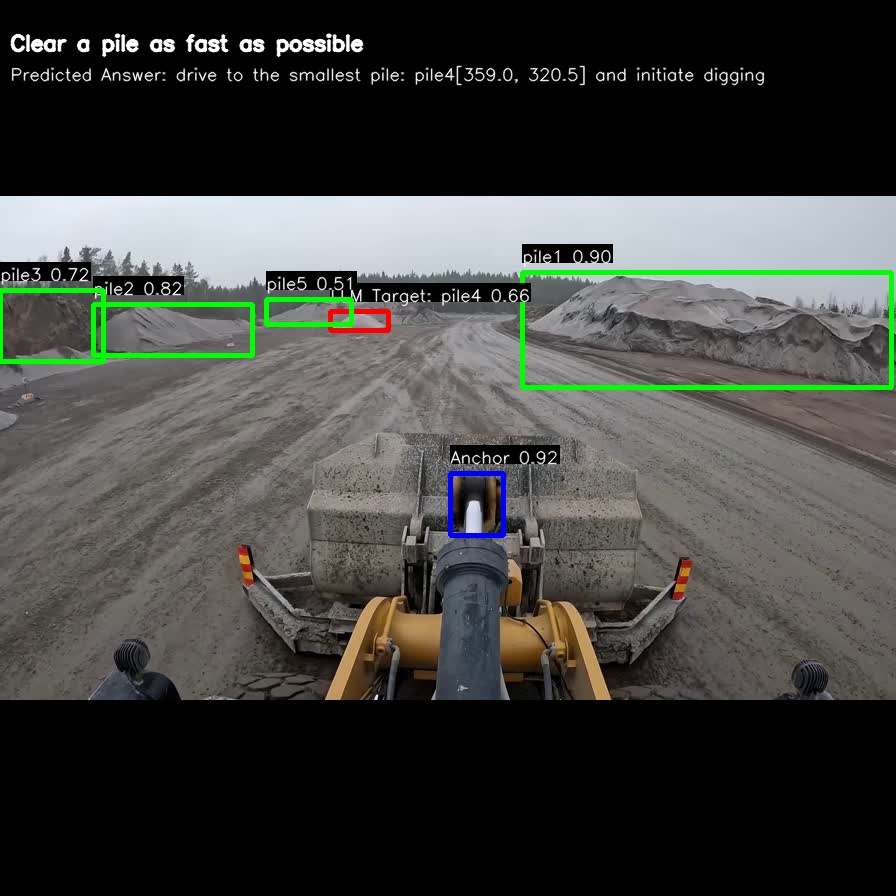 Clear a pile as fast as possible
Predicted Answer: drive to the smallest pile: pile4[359.0, 320.5] and initiate digging
pile1 0.90
pile3 0.72
pile5 0.51
pile2 0.82
LLM Target: pile4 0.66
Anchor 0.92